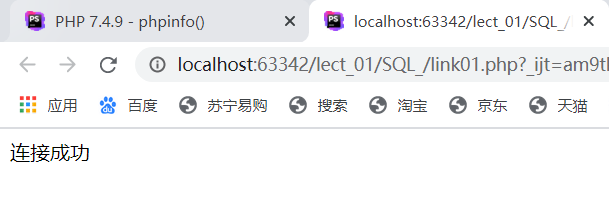 PHP 7.4.9 - phpinfo() localhost:63342/lect_01/SQL_/
localhost:63342/lect_01/SQL_/link01.php?_ijt=am9tl
应用 百度 苏宁易购 搜索 淘宝 京东 天猫
连接成功